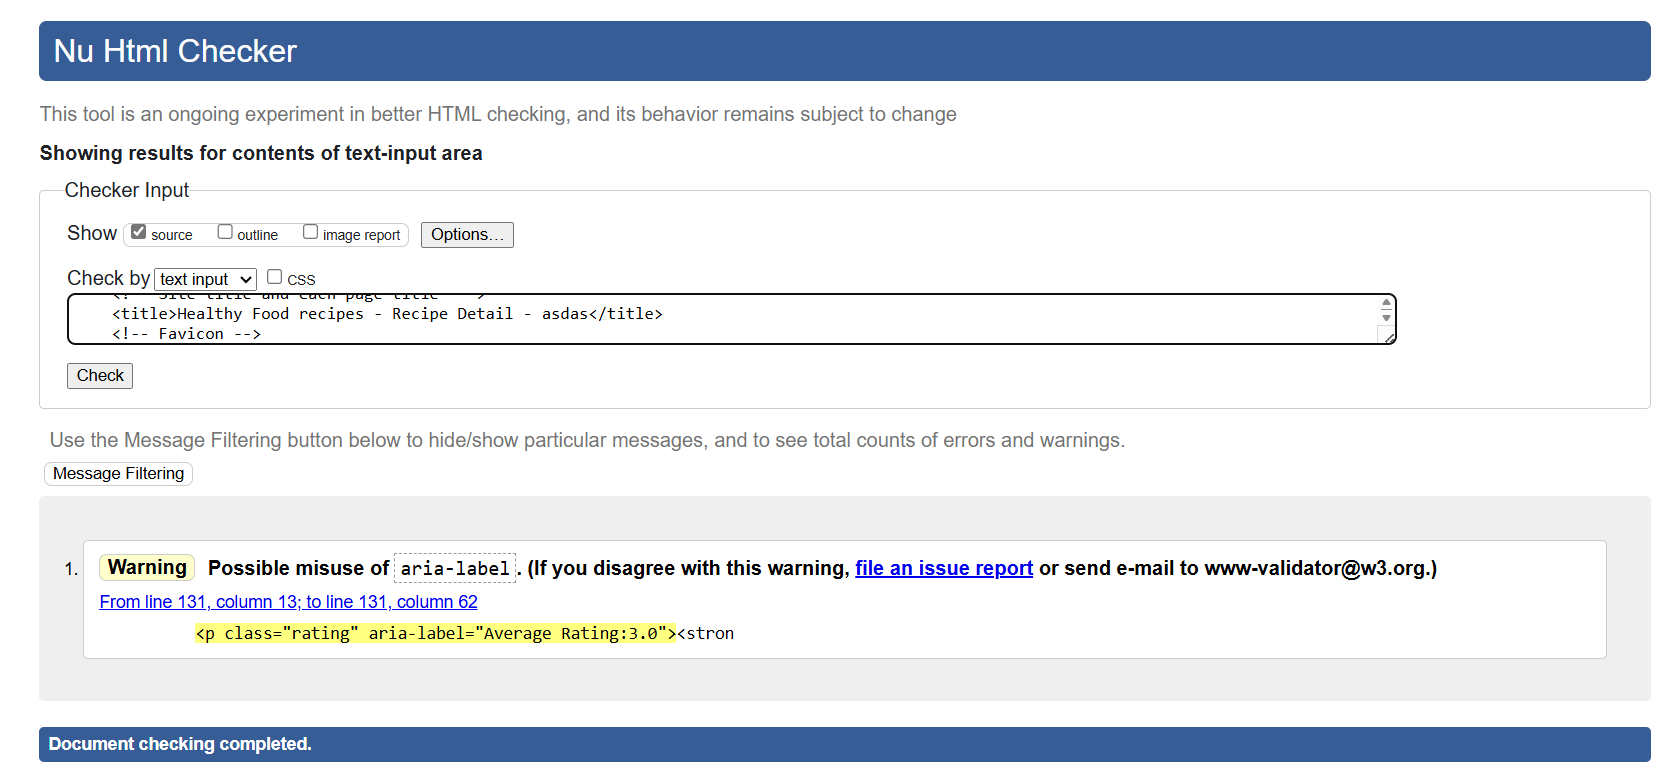 Nu Html Checker
This tool is an ongoing experiment in better HTML checking, and its behavior remains subject to change
Showing results for contents of text-input area
Checker Input
Show source outline image report Options...
Check by text input CSS
<!-- Site title and each page title -->
<title>Healthy Food recipes - Recipe Detail - asdas</title>
<!-- Favicon -->
Check
Use the Message Filtering button below to hide/show particular messages, and to see total counts of errors and warnings.
Message Filtering
1. Warning Possible misuse of aria-label. (If you disagree with this warning, file an issue report or send e-mail to www-validator@w3.org.)
From line 131, column 13; to line 131, column 62
<p class="rating" aria-label="Average Rating:3.0"><stron
Document checking completed.